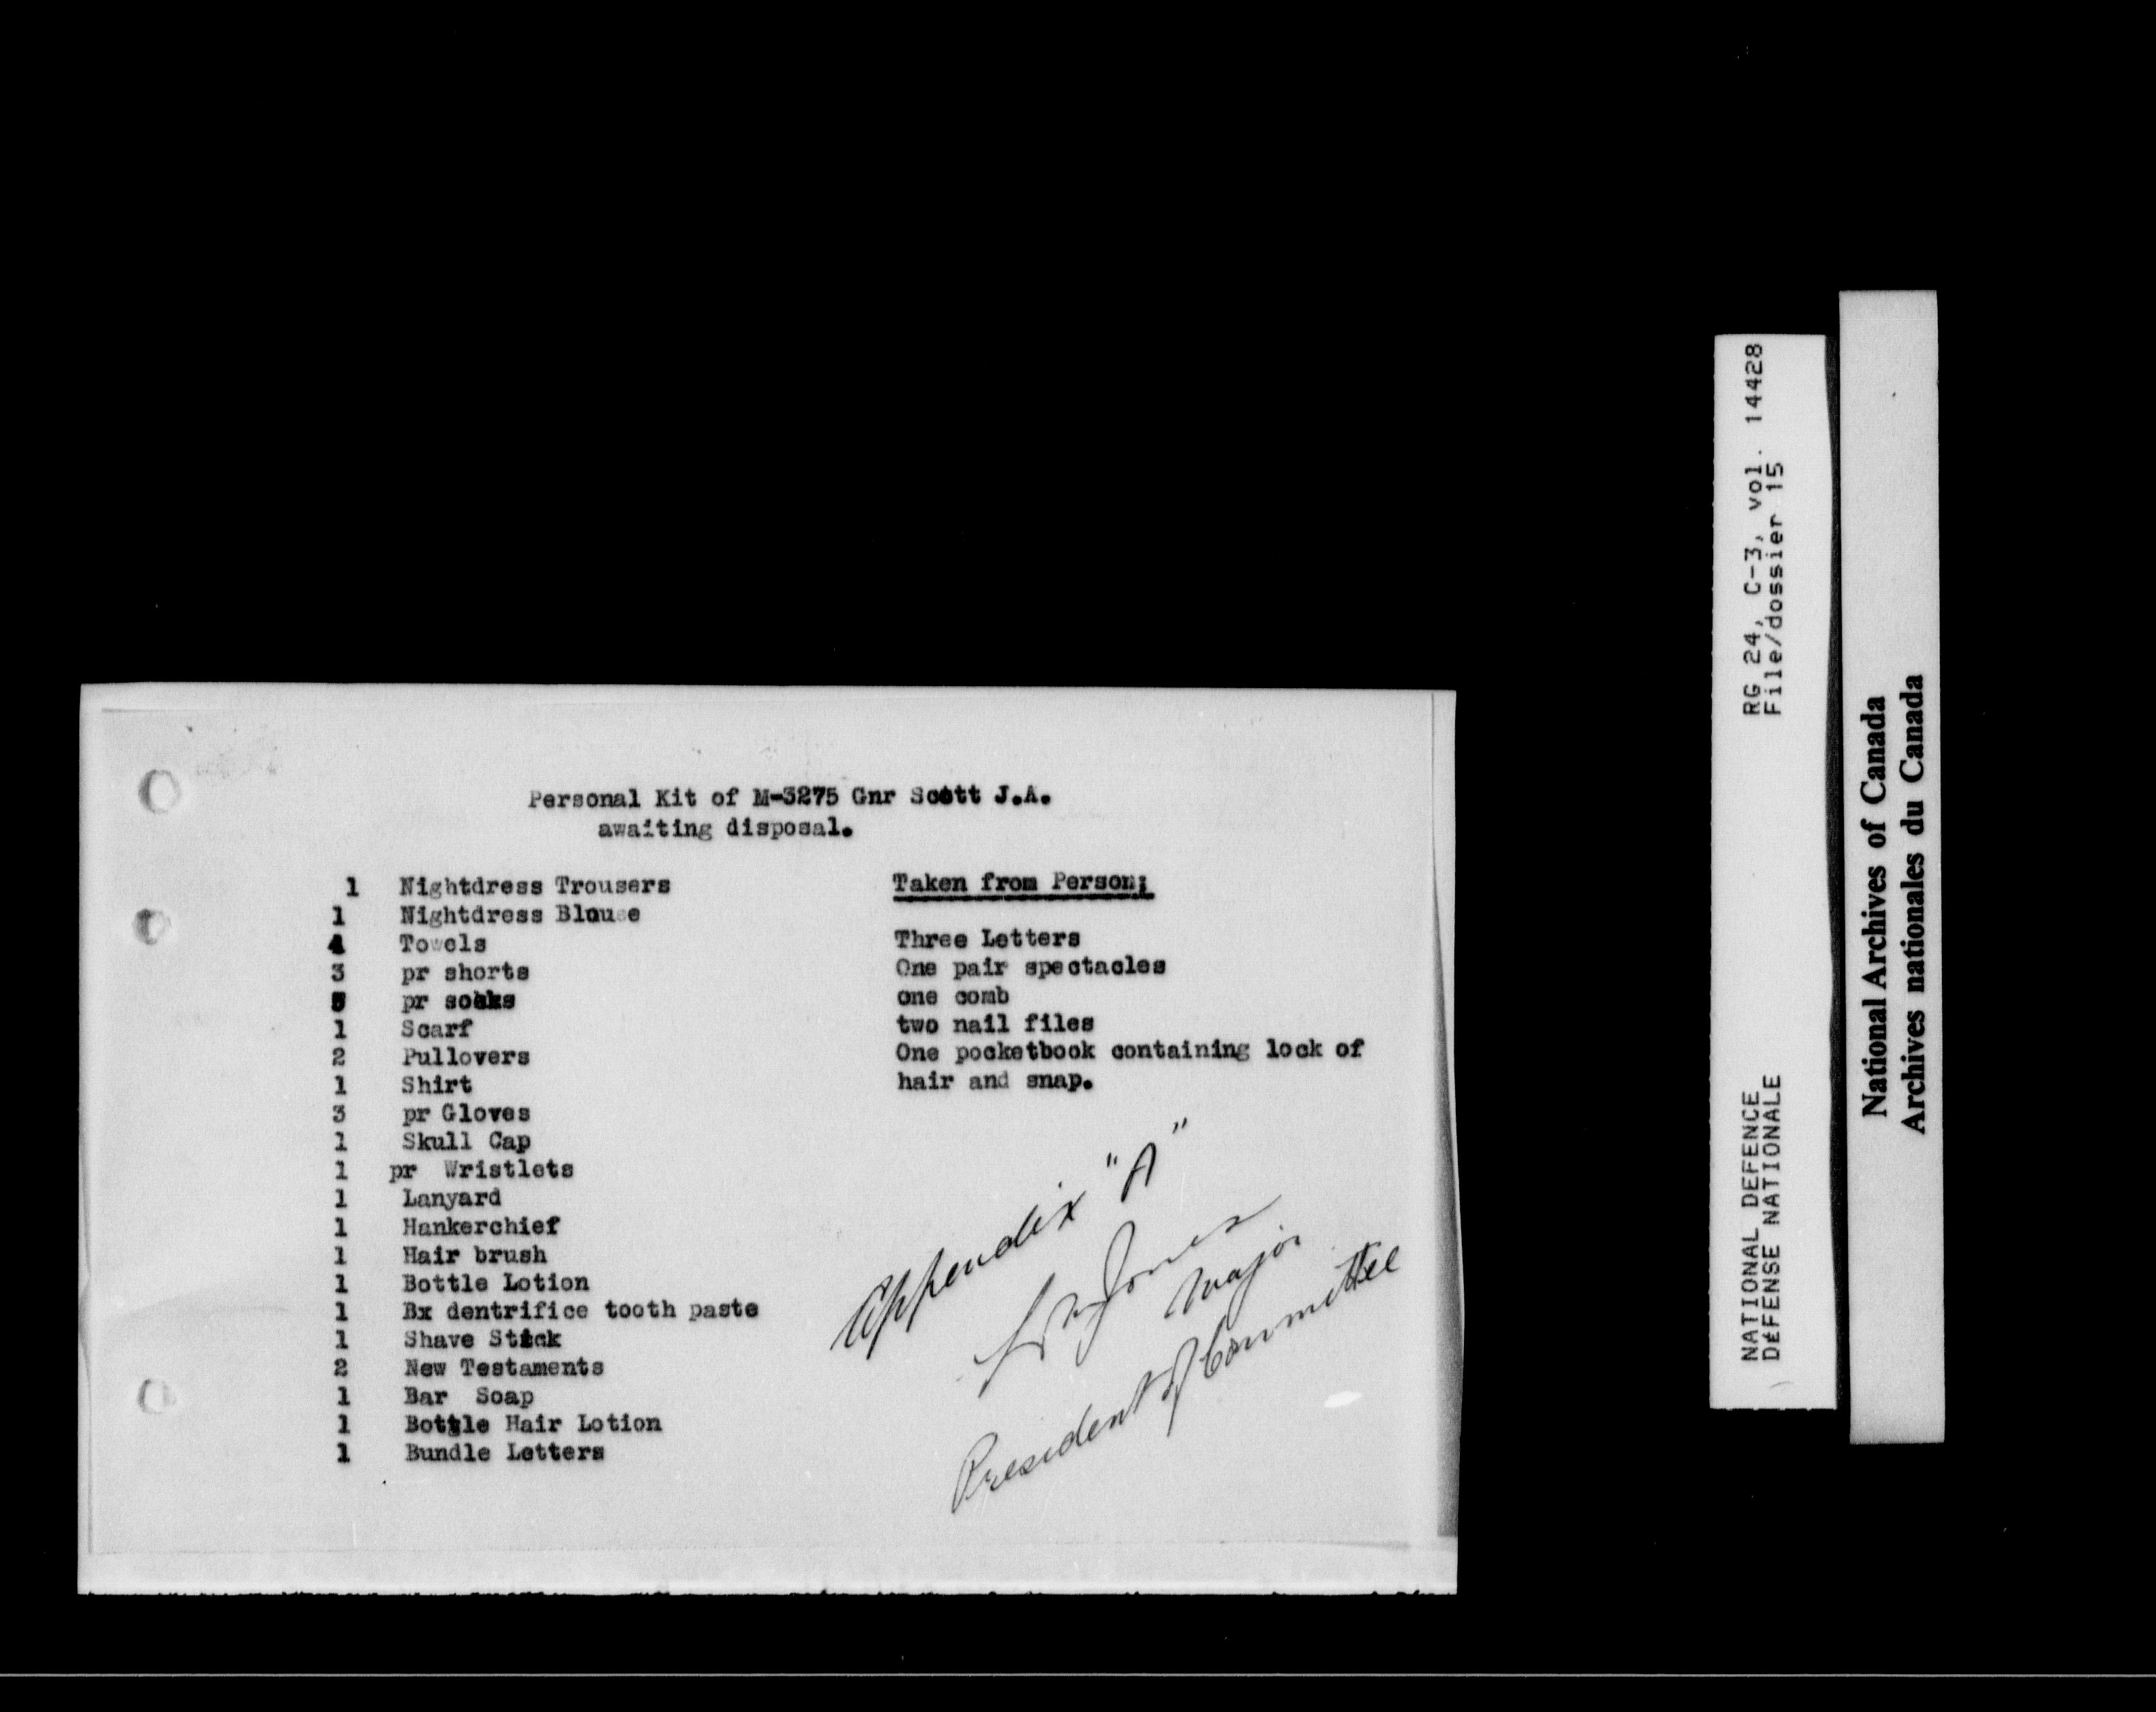 Personal Kit of M-3275 Gnr Scott J.A.
awaiting disposal.
1 Nightdress Trousers
1 Nightdress Blouse
4 Towels
3 pr shorts
pr socks
1 Scarf
2 Pullovers
1 Shirt
3 pr Gloves
1 Skull Cap
1 pr Wristlets
1 Lanyard
1 Hankerchief
1 Hair brush
1 Bottle Lotion
1 Bx dentrifice tooth paste
1 Shave Stick
2 New Testaments
1 Bar Soap
1 Bottle Hair Lotion
1 Bundle Letters
Taken from Person;
Three Letters
One pair spectacles
one comb
two nail files
One pocketbook containing lock of
hair and snap.
Appendix "A"
Jones
Major
President of Committee
RG 24, C-3, vol. 14428
File/dossier 15
NATIONAL DEFENCE
DÉFENSE NATIONALE
National Archives of Canada
Archives nationales du Canada